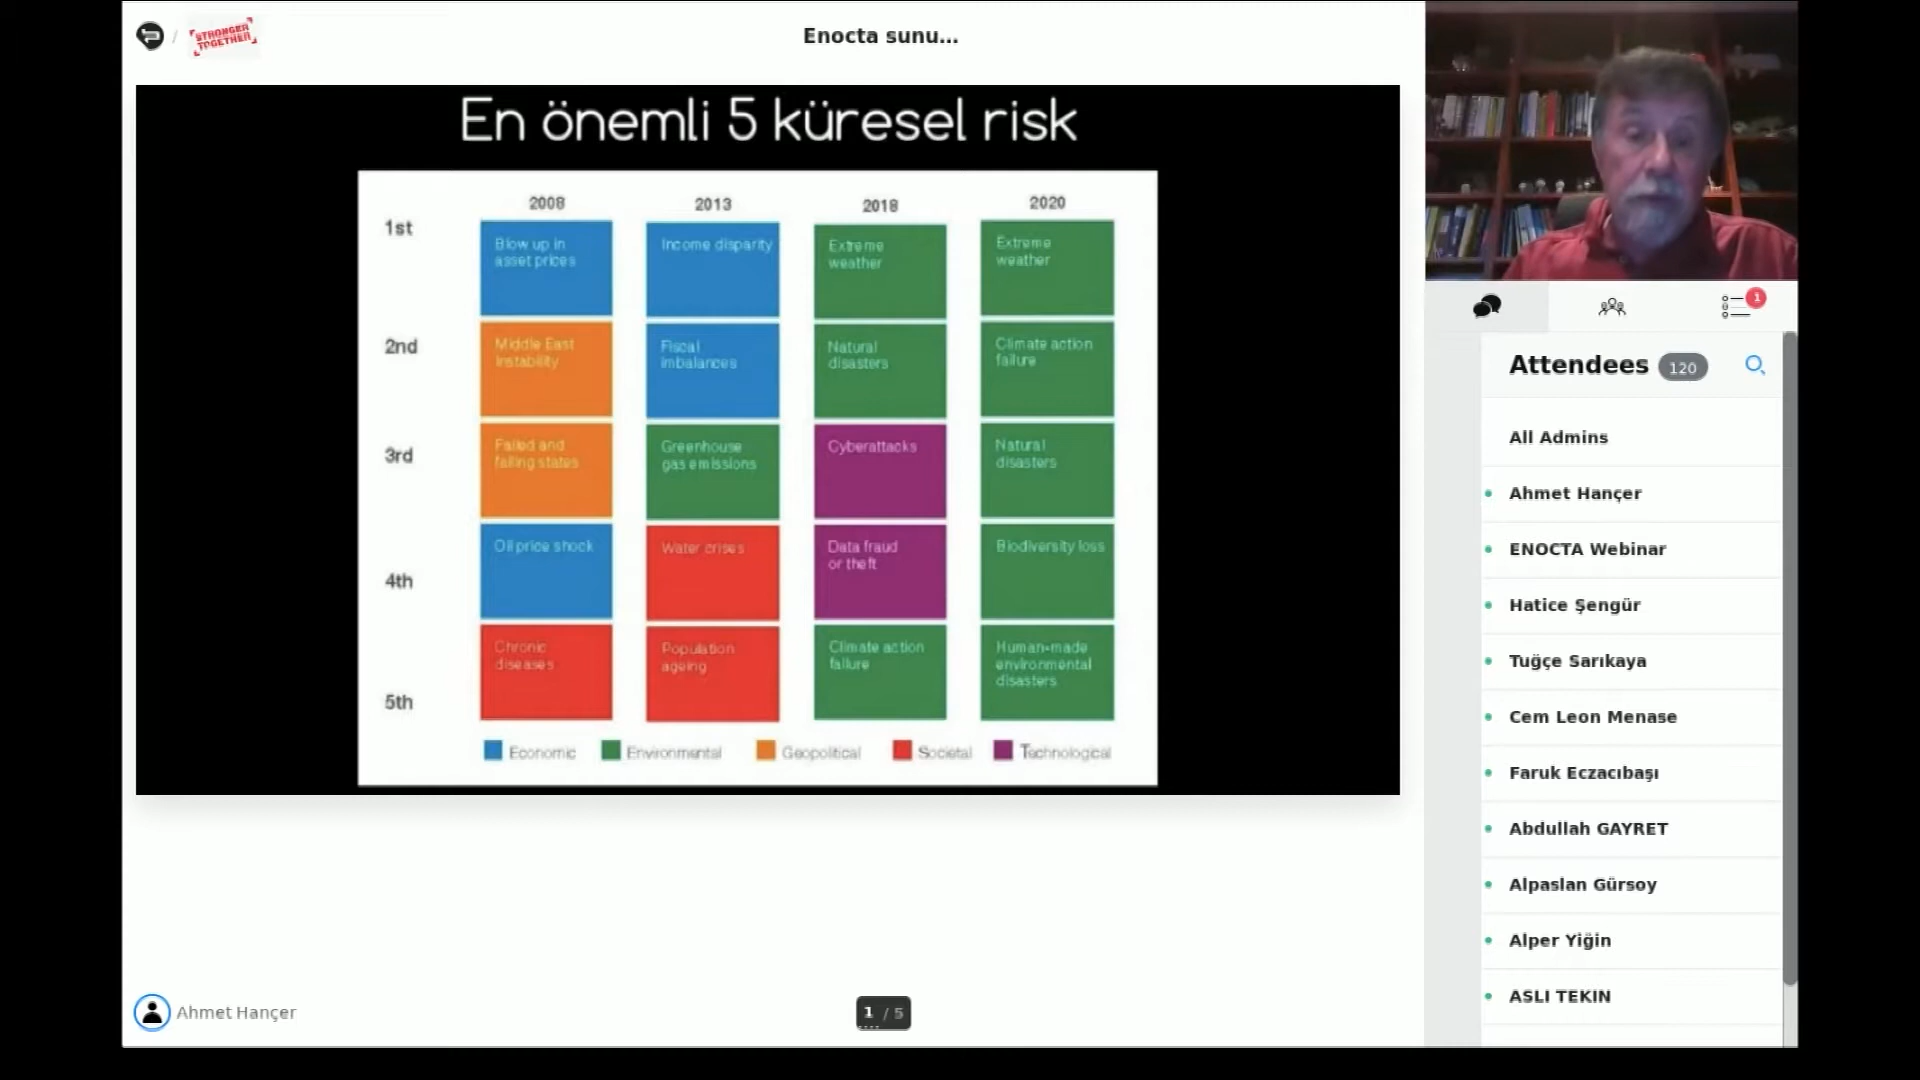 STRONGER
TOGETHER
Enocta sunu...
En önemli 5 küresel risk
2008
2013
2018
2020
1st
Blow up in
asset prices
Income disparity
Extreme
weather
Extreme
weather
2nd
Middle East
instability
Fiscal
imbalances
Natural
disasters
Climate action
failure
3rd
Failed and
failing states
Greenhouse
gas emissions
Cyberattacks
Natural
disasters
4th
Oil price shock
Water crises
Data fraud
or theft
Biodiversity loss
5th
Chronic
diseases
Population
ageing
Climate action
failure
Human-made
environmental
disasters
Economic
Environmental
Geopolitical
Societal
Technological
1
Attendees 120
All Admins
Ahmet Hançer
ENOCTA Webinar
Hatice Şengür
Tuğçe Sarıkaya
Cem Leon Menase
Faruk Eczacıbaşı
Abdullah GAYRET
Alpaslan Gürsoy
Alper Yiğin
ASLI TEKIN
Ahmet Hançer
1 / 5